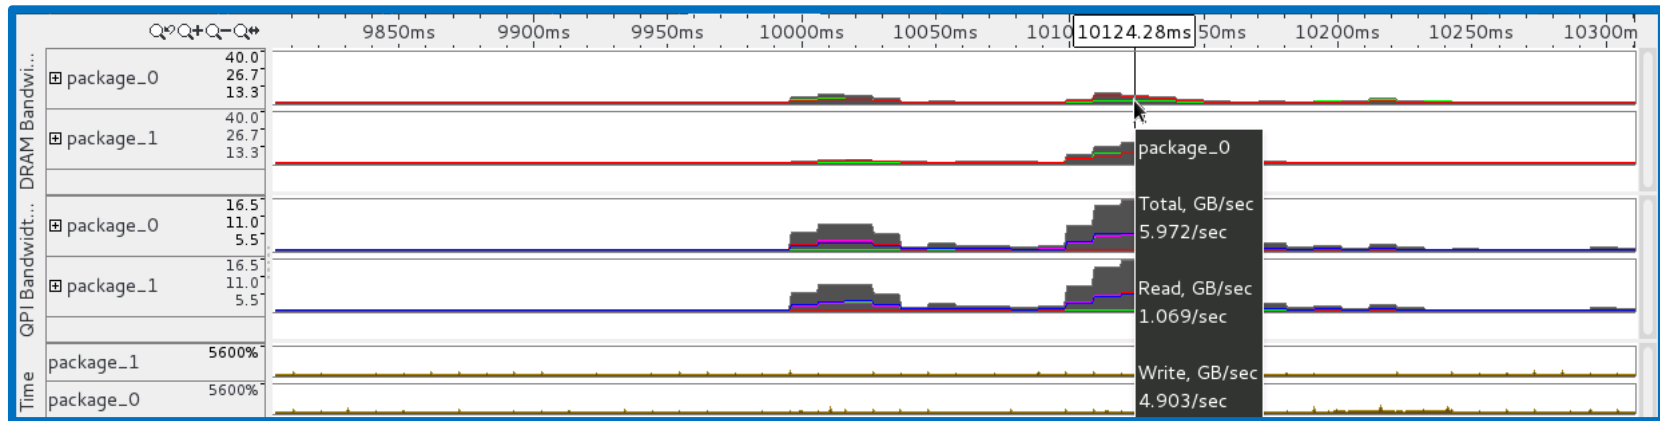 9850ms 9900ms 9950ms 10000ms 10050ms 1010 10124.28ms 50ms 10200ms 10250ms 10300m
DRAM Bandwi...
package_0
40.0
26.7
13.3
package_1
40.0
26.7
13.3
QPI Bandwidt...
package_0
16.5
11.0
5.5
package_1
16.5
11.0
5.5
Time
package_1
5600%
package_0
5600%
package_0
Total, GB/sec
5.972/sec
Read, GB/sec
1.069/sec
Write, GB/sec
4.903/sec